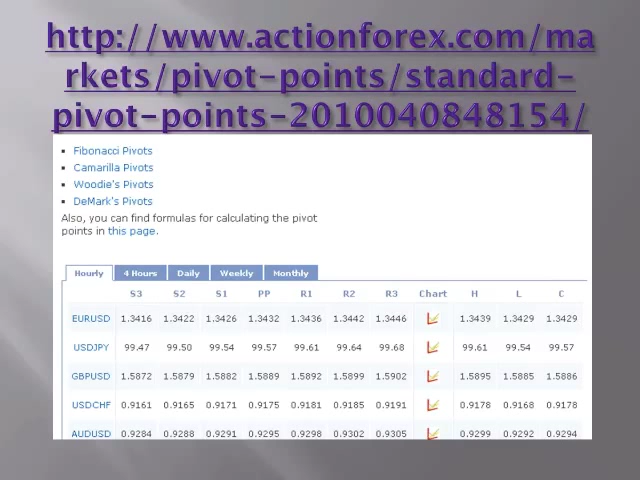 http://www.actionforex.com/ma
rkets/pivot-points/standard-
pivot-points-2010040848154/
Fibonacci Pivots
Camarilla Pivots
Woodie's Pivots
DeMark's Pivots
Also, you can find formulas for calculating the pivot
points in this page.
Hourly 4 Hours Daily Weekly Monthly
S3 S2 S1 PP R1 R2 R3 Chart H L C
EURUSD 1.3416 1.3422 1.3426 1.3432 1.3436 1.3442 1.3446 1.3439 1.3429 1.3429
USDJPY 99.47 99.50 99.54 99.57 99.61 99.64 99.68 99.61 99.54 99.57
GBPUSD 1.5872 1.5879 1.5882 1.5889 1.5892 1.5899 1.5902 1.5895 1.5885 1.5886
USDCHF 0.9161 0.9165 0.9171 0.9175 0.9181 0.9185 0.9191 0.9178 0.9168 0.9178
AUDUSD 0.9284 0.9288 0.9291 0.9295 0.9298 0.9302 0.9305 0.9299 0.9292 0.9294